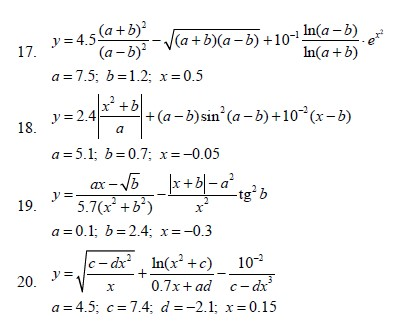 17. y = 4.5 (a+b)² / (a−b)² − √((a+b)(a−b)) + 10⁻¹ ln(a−b) / ln(a+b) · e^(x²)
a = 7.5; b = 1.2; x = 0.5
18. y = 2.4 |(x² + b) / a| + (a−b) sin² (a−b) + 10⁻² (x−b)
a = 5.1; b = 0.7; x = −0.05
19. y = (ax − √b) / (5.7(x² + b²)) − (|x+b| − a²) / x² − tg² b
a = 0.1; b = 2.4; x = −0.3
20. y = √(|c − dx²| / x) + ln(x² + c) / (0.7x + ad) − 10⁻² / (c − dx³)
a = 4.5; c = 7.4; d = −2.1; x = 0.15